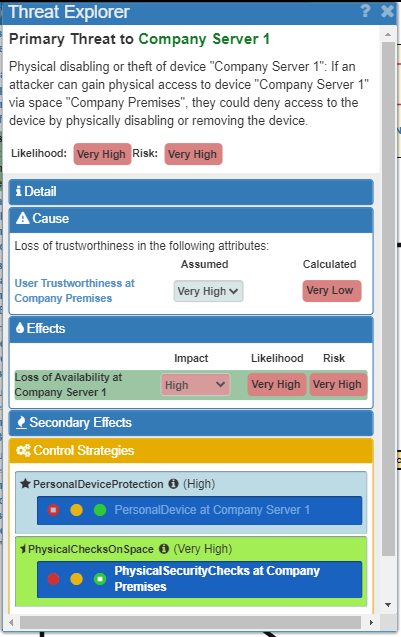 Threat Explorer
Primary Threat to Company Server 1
Physical disabling or theft of device "Company Server 1": If an
attacker can gain physical access to device "Company Server 1"
via space "Company Premises", they could deny access to the
device by physically disabling or removing the device.
Likelihood: Very High Risk: Very High
Detail
Cause
Loss of trustworthiness in the following attributes:
Assumed Calculated
User Trustworthiness at
Company Premises
Very High Very Low
Effects
Impact Likelihood Risk
Loss of Availability at
Company Server 1
High Very High Very High
Secondary Effects
Control Strategies
PersonalDeviceProtection (High)
PersonalDevice at Company Server 1
PhysicalChecksOnSpace (Very High)
PhysicalSecurityChecks at Company
Premises